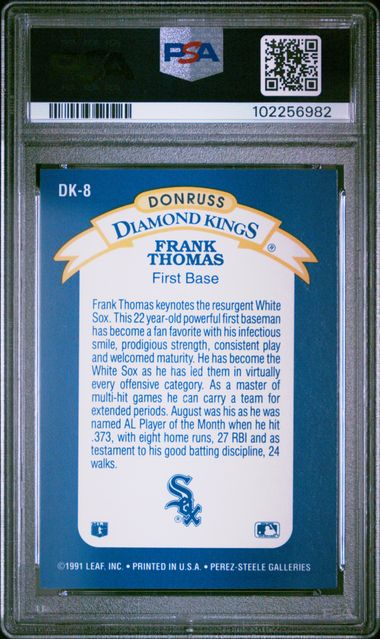 PSA
102256982
DK-8
DONRUSS
DIAMOND KINGS®
FRANK
THOMAS
First Base
Frank Thomas keynotes the resurgent White
Sox. This 22 year-old powerful first baseman
has become a fan favorite with his infectious
smile, prodigious strength, consistent play
and welcomed maturity. He has become the
White Sox as he has led them in virtually
every offensive category. As a master of
multi-hit games he can carry a team for
extended periods. August was his as he was
named AL Player of the Month when he hit
.373, with eight home runs, 27 RBI and as
testament to his good batting discipline, 24
walks.
Sox
®
©1991 LEAF, INC. • PRINTED IN U.S.A. • PEREZ-STEELE GALLERIES